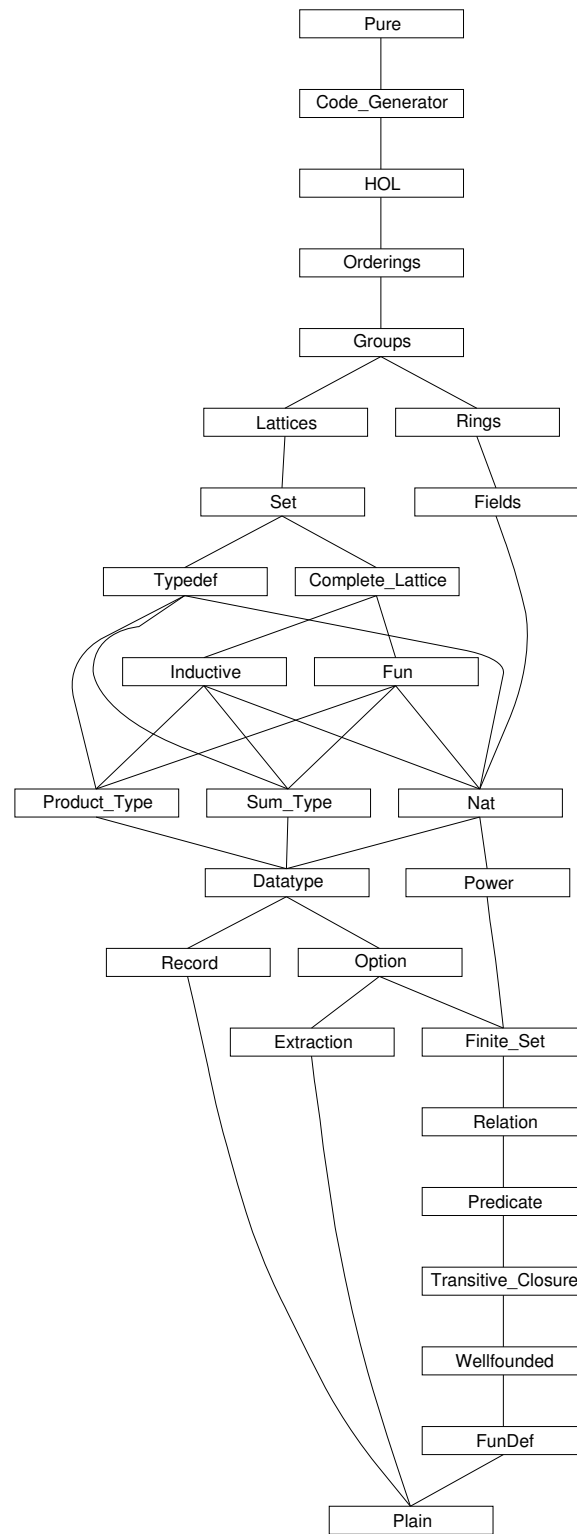 Pure
Code_Generator
HOL
Orderings
Groups
Lattices
Rings
Set
Fields
Typedef
Complete_Lattice
Inductive
Fun
Product_Type
Sum_Type
Nat
Datatype
Power
Record
Option
Extraction
Finite_Set
Relation
Predicate
Transitive_Closure
Wellfounded
FunDef
Plain